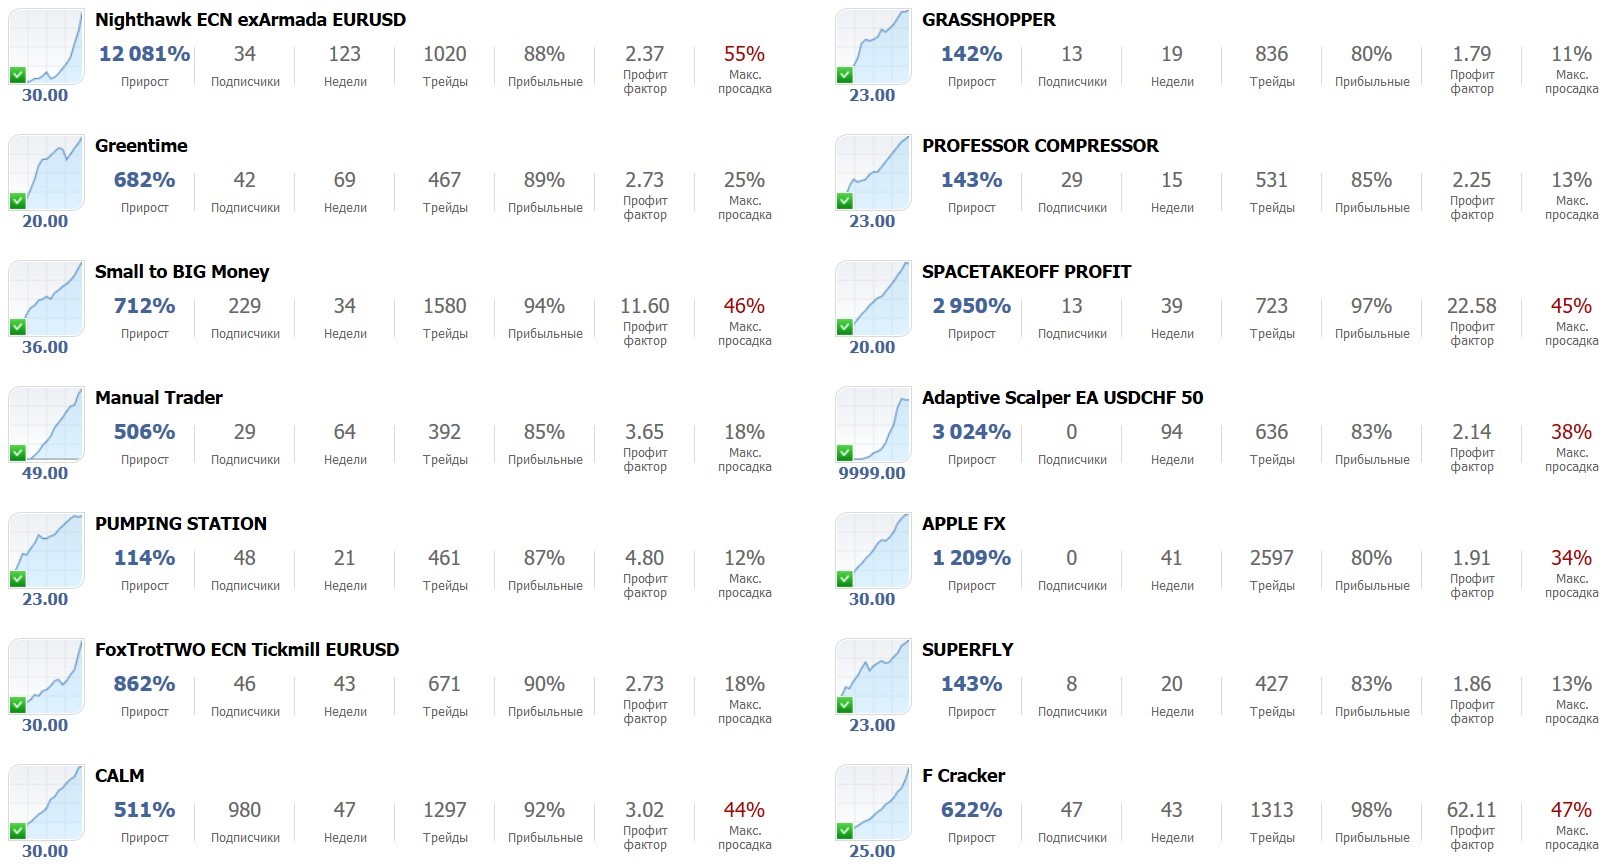 Nighthawk ECN exArmada EURUSD
12 081% 34 123 1020 88% 2.37 55%
Прирост Подписчики Недели Трейды Прибыльные Профит фактор Макс. просадка
30.00
GRASSHOPPER
142% 13 19 836 80% 1.79 11%
Прирост Подписчики Недели Трейды Прибыльные Профит фактор Макс. просадка
23.00
Greentime
682% 42 69 467 89% 2.73 25%
Прирост Подписчики Недели Трейды Прибыльные Профит фактор Макс. просадка
20.00
PROFESSOR COMPRESSOR
143% 29 15 531 85% 2.25 13%
Прирост Подписчики Недели Трейды Прибыльные Профит фактор Макс. просадка
23.00
Small to BIG Money
712% 229 34 1580 94% 11.60 46%
Прирост Подписчики Недели Трейды Прибыльные Профит фактор Макс. просадка
36.00
SPACETAKEOFF PROFIT
2 950% 13 39 723 97% 22.58 45%
Прирост Подписчики Недели Трейды Прибыльные Профит фактор Макс. просадка
20.00
Manual Trader
506% 29 64 392 85% 3.65 18%
Прирост Подписчики Недели Трейды Прибыльные Профит фактор Макс. просадка
49.00
Adaptive Scalper EA USDCHF 50
3 024% 0 94 636 83% 2.14 38%
Прирост Подписчики Недели Трейды Прибыльные Профит фактор Макс. просадка
9999.00
PUMPING STATION
114% 48 21 461 87% 4.80 12%
Прирост Подписчики Недели Трейды Прибыльные Профит фактор Макс. просадка
23.00
APPLE FX
1 209% 0 41 2597 80% 1.91 34%
Прирост Подписчики Недели Трейды Прибыльные Профит фактор Макс. просадка
30.00
FoxTrotTWO ECN Tickmill EURUSD
862% 46 43 671 90% 2.73 18%
Прирост Подписчики Недели Трейды Прибыльные Профит фактор Макс. просадка
30.00
SUPERFLY
143% 8 20 427 83% 1.86 13%
Прирост Подписчики Недели Трейды Прибыльные Профит фактор Макс. просадка
23.00
CALM
511% 980 47 1297 92% 3.02 44%
Прирост Подписчики Недели Трейды Прибыльные Профит фактор Макс. просадка
30.00
F Cracker
622% 47 43 1313 98% 62.11 47%
Прирост Подписчики Недели Трейды Прибыльные Профит фактор Макс. просадка
25.00